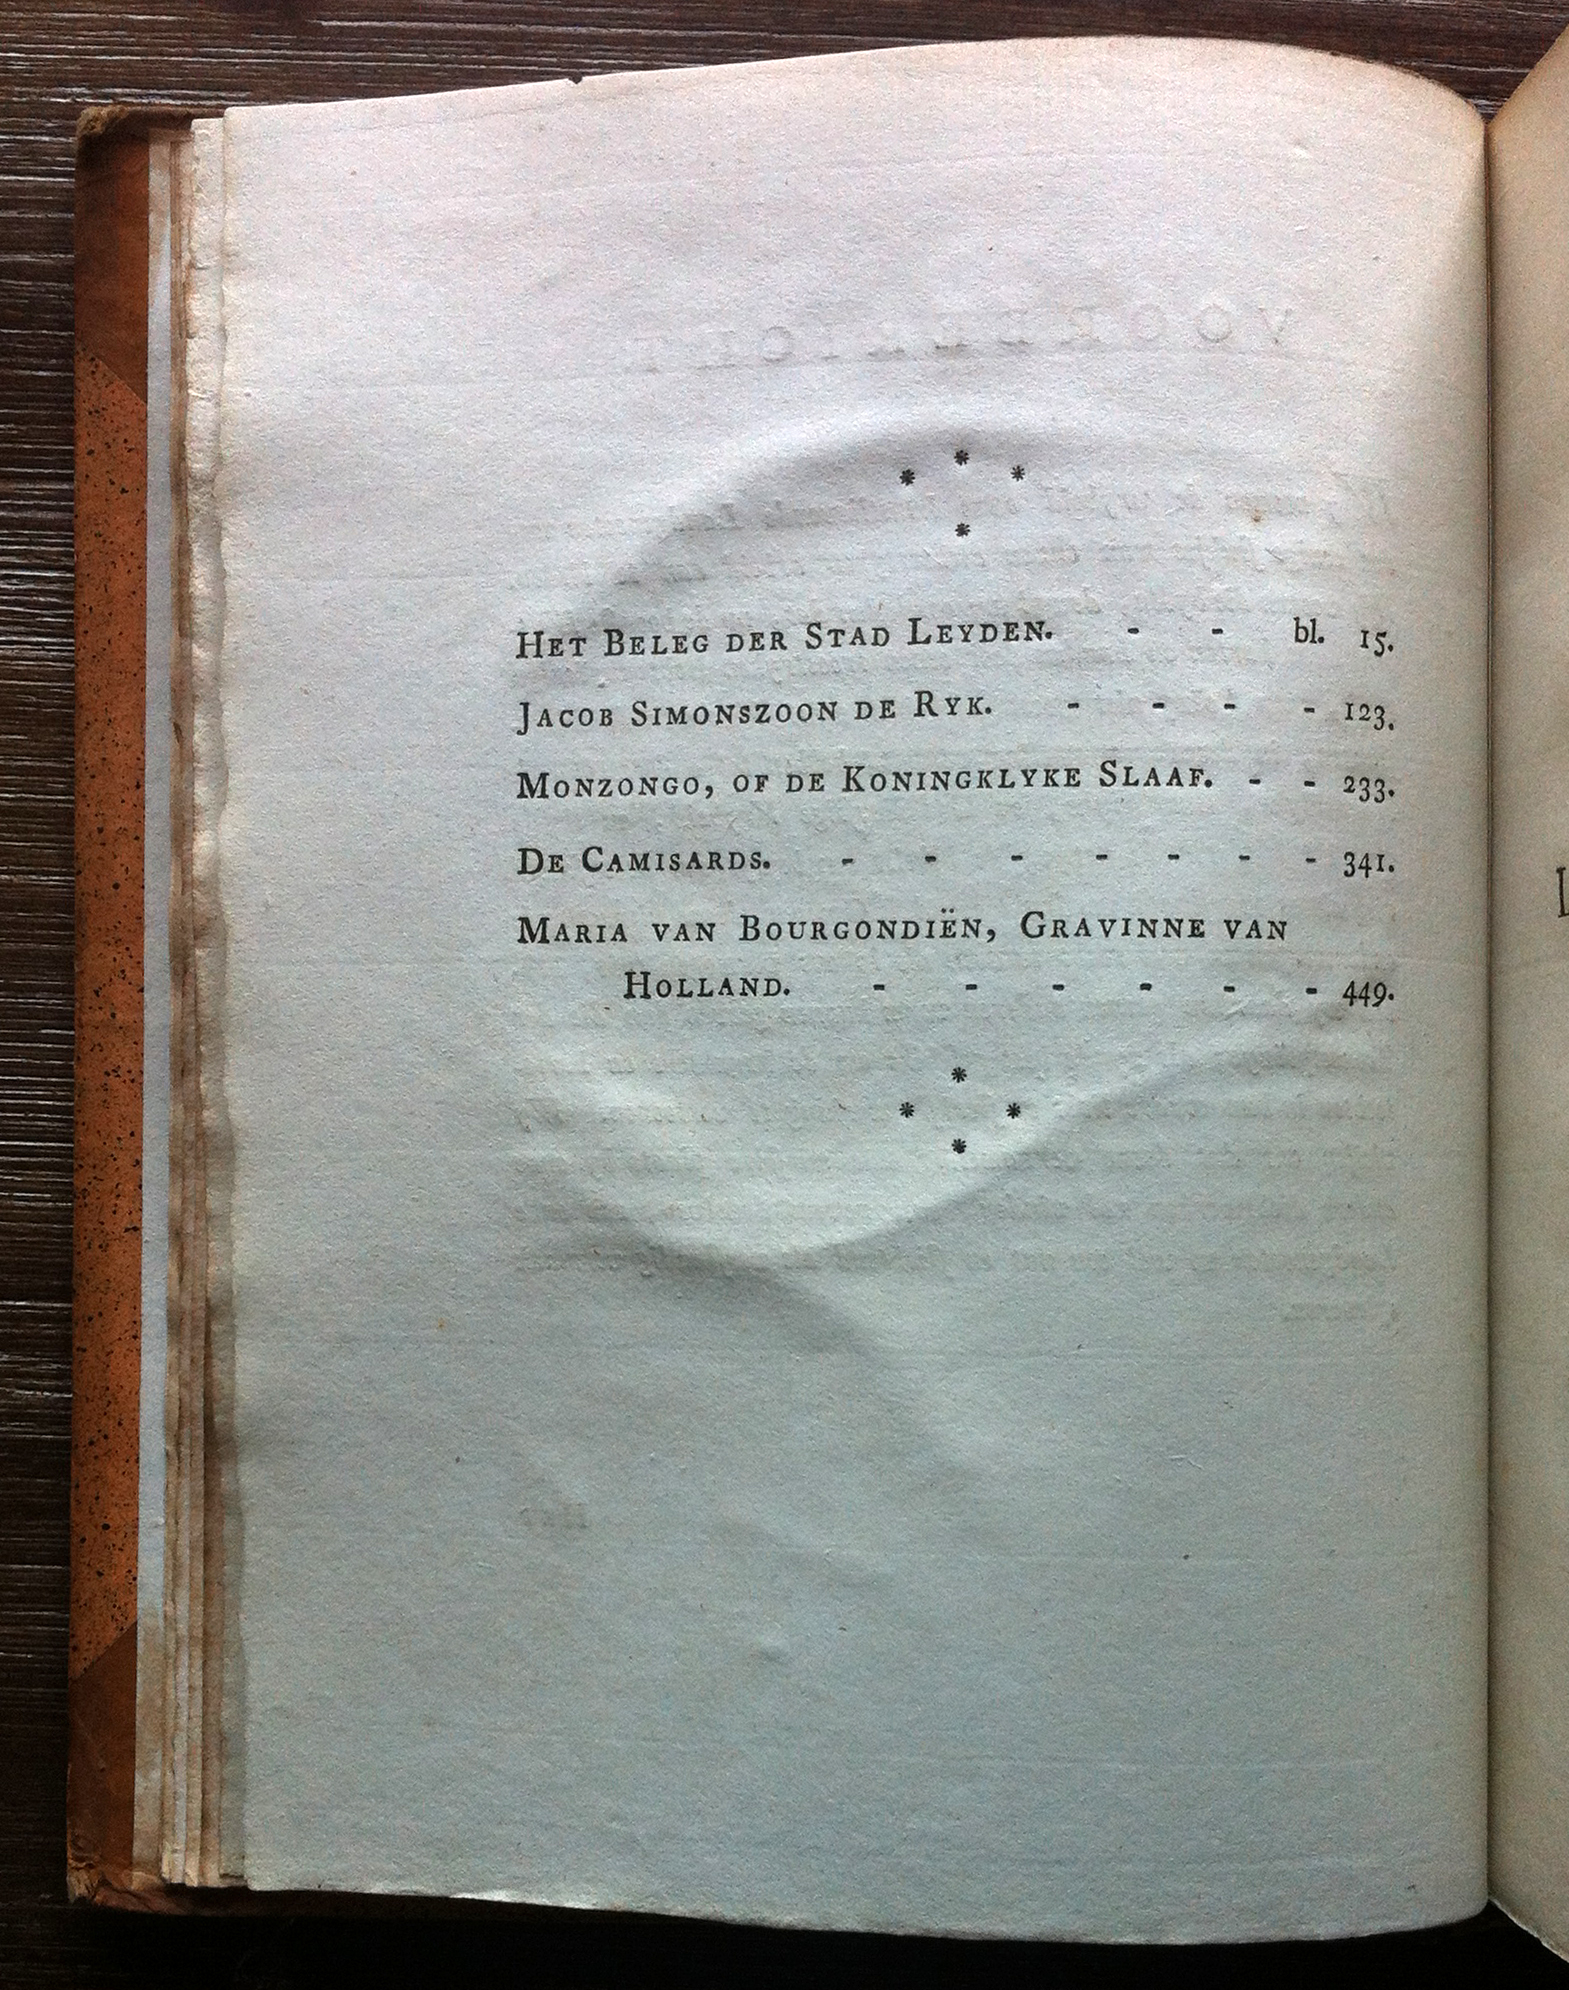 *
* *
*
HET BELEG DER STAD LEYDEN. - - bl. 15.
JACOB SIMONSZOON DE RYK. - - - - 123.
MONZONGO, OF DE KONINGKLYKE SLAAF. - - 233.
DE CAMISARDS. - - - - - - - 341.
MARIA VAN BOURGONDIËN, GRAVINNE VAN
HOLLAND. - - - - - - 449.
*
* *
*